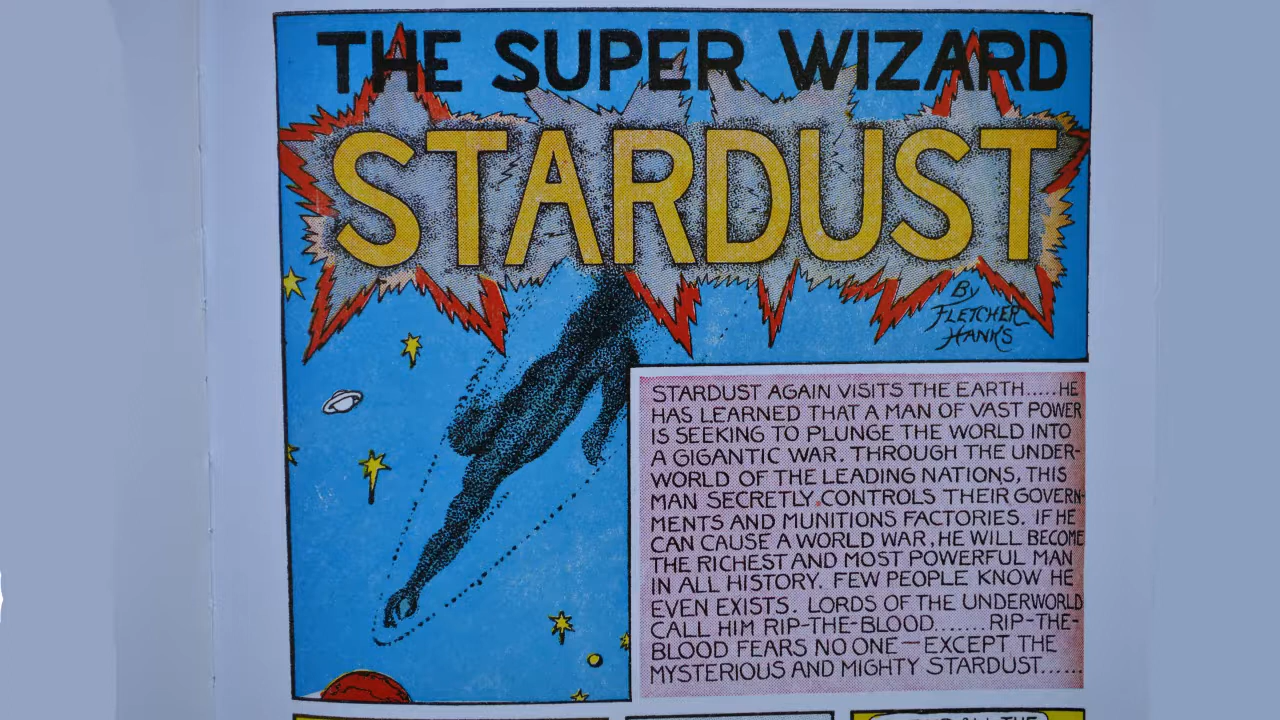 THE SUPER WIZARD
STARDUST
By
FLETCHER
HANKS
STARDUST AGAIN VISITS THE EARTH.....HE
HAS LEARNED THAT A MAN OF VAST POWER
IS SEEKING TO PLUNGE THE WORLD INTO
A GIGANTIC WAR. THROUGH THE UNDER-
WORLD OF THE LEADING NATIONS, THIS
MAN SECRETLY CONTROLS THEIR GOVERN-
MENTS AND MUNITIONS FACTORIES. IF HE
CAN CAUSE A WORLD WAR, HE WILL BECOME
THE RICHEST AND MOST POWERFUL MAN
IN ALL HISTORY. FEW PEOPLE KNOW HE
EVEN EXISTS. LORDS OF THE UNDERWORLD
CALL HIM RIP-THE-BLOOD.......RIP-THE-
BLOOD FEARS NO ONE—EXCEPT THE
MYSTERIOUS AND MIGHTY STARDUST......
THE